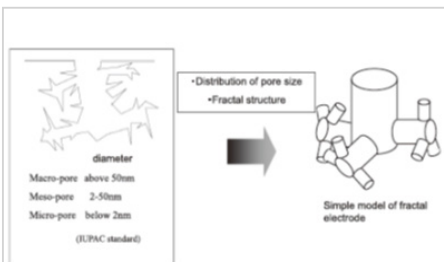 diameter
Macro-pore above 50nm
Meso-pore 2-50nm
Micro-pore below 2nm
(IUPAC standard)
•Distribution of pore size
•Fractal structure
Simple model of fractal
electrode